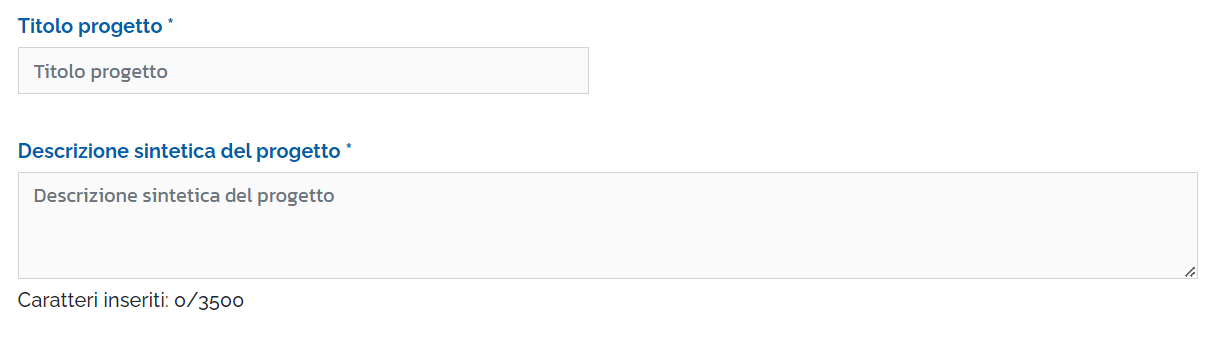 Titolo progetto *
Titolo progetto
Descrizione sintetica del progetto *
Descrizione sintetica del progetto
Caratteri inseriti: 0/3500